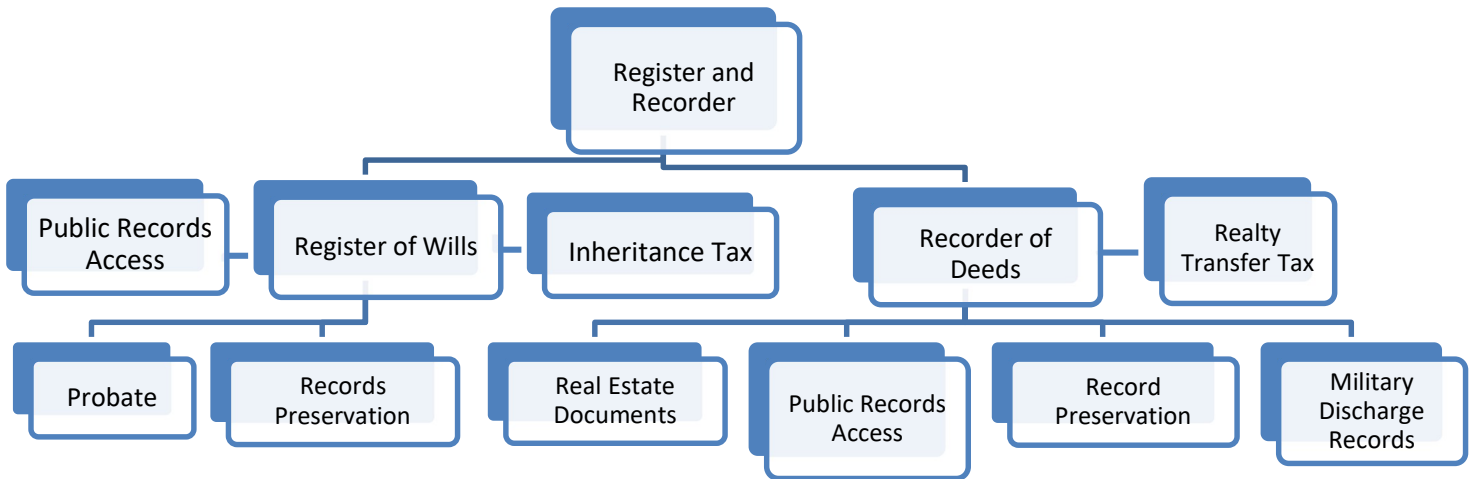 Register and
Recorder
Public Records
Access
Register of Wills
Inheritance Tax
Recorder of
Deeds
Realty
Transfer Tax
Probate
Records
Preservation
Real Estate
Documents
Public Records
Access
Record
Preservation
Military
Discharge
Records